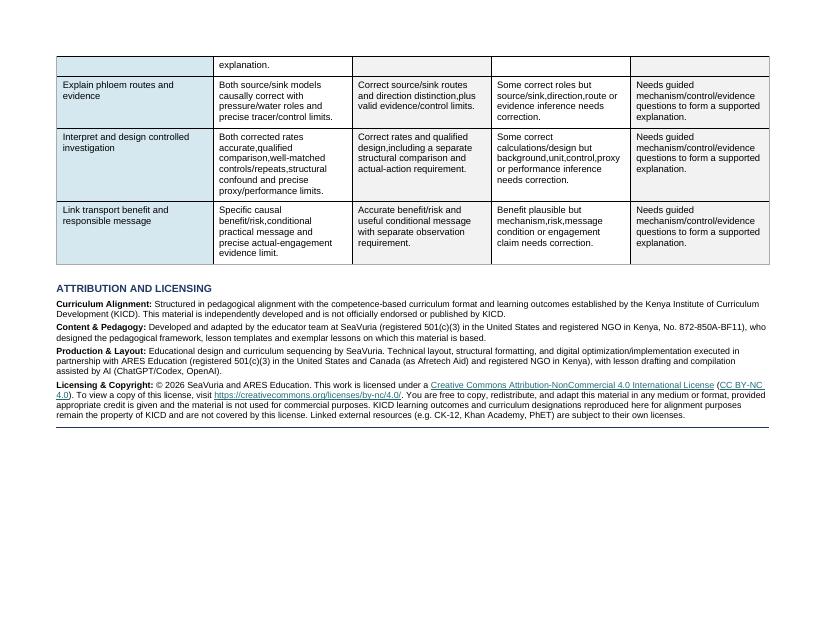 explanation.
Explain phloem routes and
evidence
Both source/sink models
causally correct with
pressure/water roles and
precise tracer/control limits.
Correct source/sink routes
and direction distinction,plus
valid evidence/control limits.
Some correct roles but
source/sink,direction,route or
evidence inference needs
correction.
Needs guided
mechanism/control/evidence
questions to form a supported
explanation.
Interpret and design controlled
investigation
Both corrected rates
accurate,qualified
comparison,well-matched
controls/repeats,structural
confound and precise
proxy/performance limits.
Correct rates and qualified
design,including a separate
structural comparison and
actual-action requirement.
Some correct
calculations/design but
background,unit,control,proxy
or performance inference
needs correction.
Needs guided
mechanism/control/evidence
questions to form a supported
explanation.
Link transport benefit and
responsible message
Specific causal
benefit/risk,conditional
practical message and
precise actual-engagement
evidence limit.
Accurate benefit/risk and
useful conditional message
with separate observation
requirement.
Benefit plausible but
mechanism,risk,message
condition or engagement
claim needs correction.
Needs guided
mechanism/control/evidence
questions to form a supported
explanation.
ATTRIBUTION AND LICENSING
Curriculum Alignment: Structured in pedagogical alignment with the competence-based curriculum format and learning outcomes established by the Kenya Institute of Curriculum
Development (KICD). This material is independently developed and is not officially endorsed or published by KICD.
Content & Pedagogy: Developed and adapted by the educator team at SeaVuria (registered 501(c)(3) in the United States and registered NGO in Kenya, No. 872-850A-BF11), who
designed the pedagogical framework, lesson templates and exemplar lessons on which this material is based.
Production & Layout: Educational design and curriculum sequencing by SeaVuria. Technical layout, structural formatting, and digital optimization/implementation executed in
partnership with ARES Education (registered 501(c)(3) in the United States and Canada (as Afretech Aid) and registered NGO in Kenya), with lesson drafting and compilation
assisted by AI (ChatGPT/Codex, OpenAI).
Licensing & Copyright: © 2026 SeaVuria and ARES Education. This work is licensed under a Creative Commons Attribution-NonCommercial 4.0 International License (CC BY-NC
4.0). To view a copy of this license, visit https://creativecommons.org/licenses/by-nc/4.0/. You are free to copy, redistribute, and adapt this material in any medium or format, provided
appropriate credit is given and the material is not used for commercial purposes. KICD learning outcomes and curriculum designations reproduced here for alignment purposes
remain the property of KICD and are not covered by this license. Linked external resources (e.g. CK-12, Khan Academy, PhET) are subject to their own licenses.